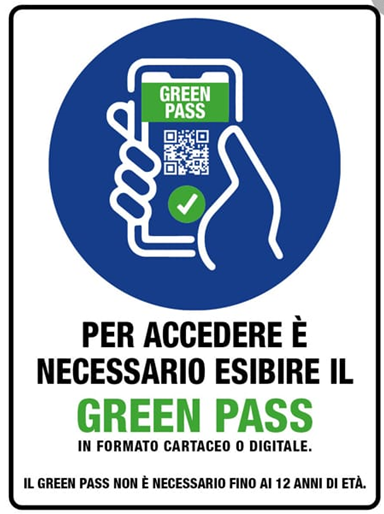 GREEN
PASS
PER ACCEDERE È
NECESSARIO ESIBIRE IL
GREEN PASS
IN FORMATO CARTACEO O DIGITALE.
IL GREEN PASS NON È NECESSARIO FINO AI 12 ANNI DI ETÀ.